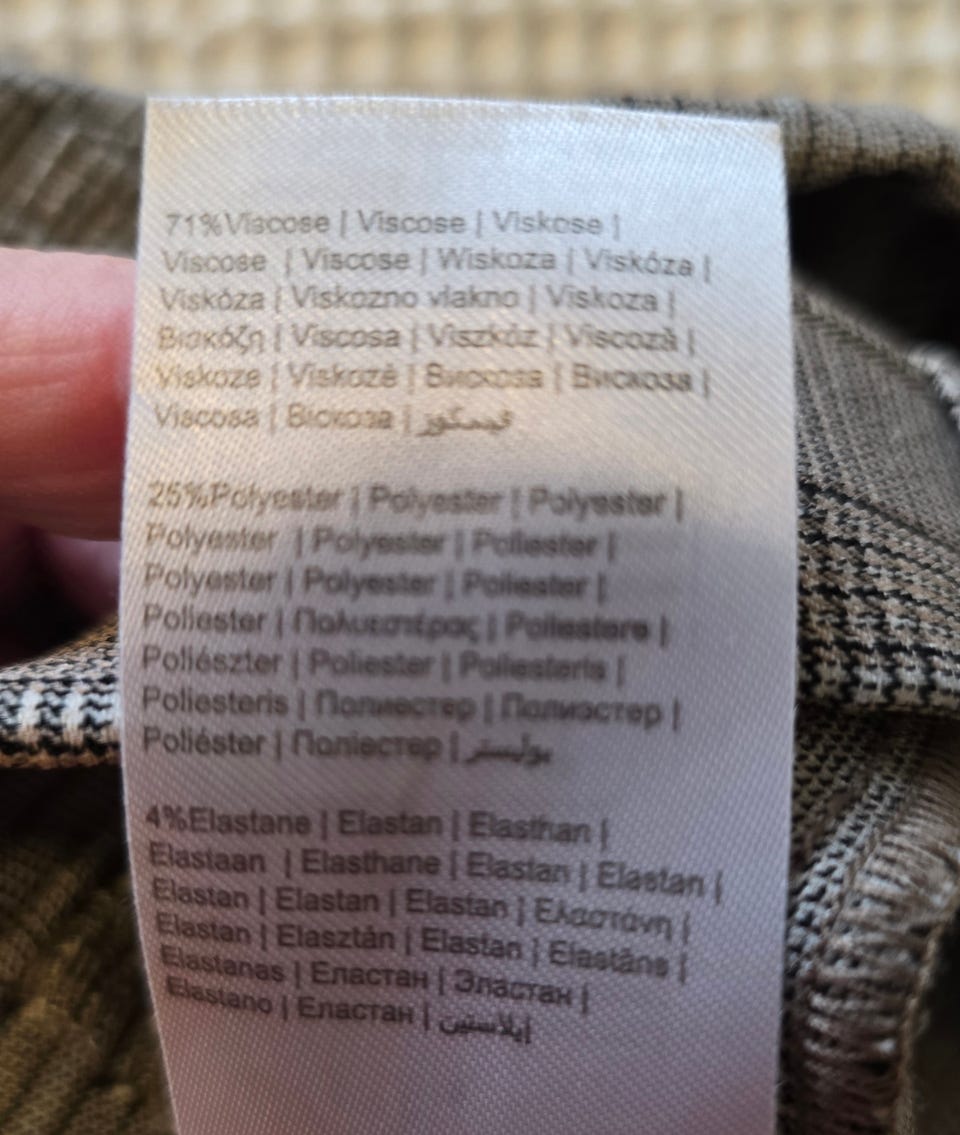 71%Viscose | Viscose | Viskose |
Viscose | Viscose | Wiskoza | Viskóza |
Viskóza | Viskozno vlakno | Viskoza |
Βισκόζη | Viscosa | Viszkóz | Viscoză |
Viskoze | Viskozė | Вискоза | Вискоза |
Viscosa | Віскоза | فيسكوز
25%Polyester | Polyester | Polyester |
Polyester | Polyester | Poliester |
Polyester | Polyester | Poliester |
Poliester | Πολυεστέρας | Poliestere |
Poliészter | Poliester | Poliesteris |
Poliesteris | Полиестер | Полиэстер |
Poliéster | Поліестер | بوليستر
4%Elastane | Elastan | Elasthan |
Elastaan | Elasthane | Elastan | Elastan |
Elastan | Elastan | Elastan | Ελαστάνη |
Elastan | Elasztán | Elastan | Elastāns |
Elastanas | Еластан | Эластан |
Elastano | Еластан | إيلاستين